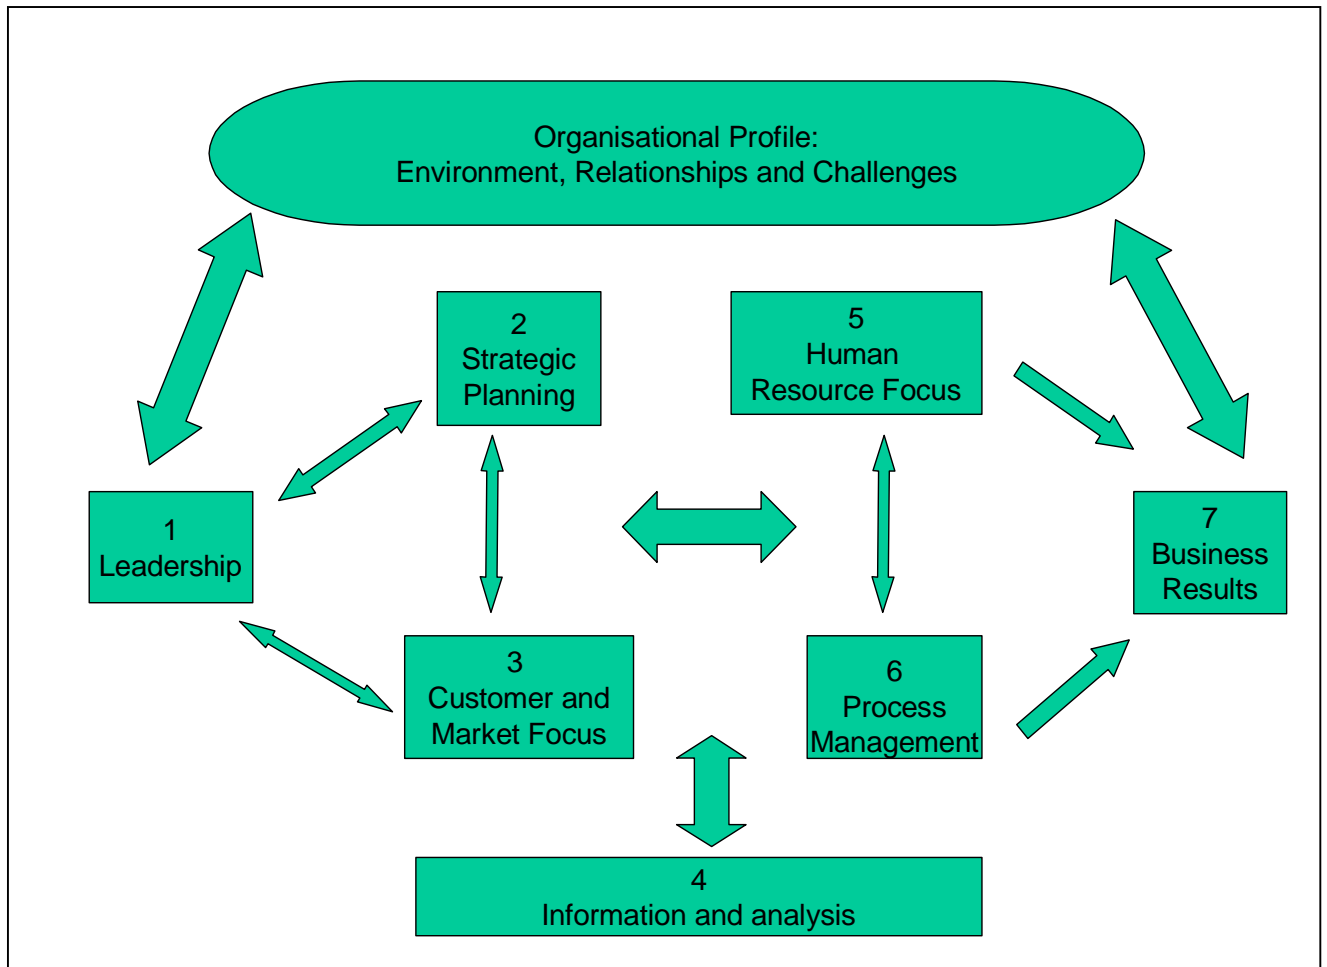 Organisational Profile:
Environment, Relationships and Challenges
2
Strategic
Planning
5
Human
Resource Focus
1
Leadership
7
Business
Results
3
Customer and
Market Focus
6
Process
Management
4
Information and analysis